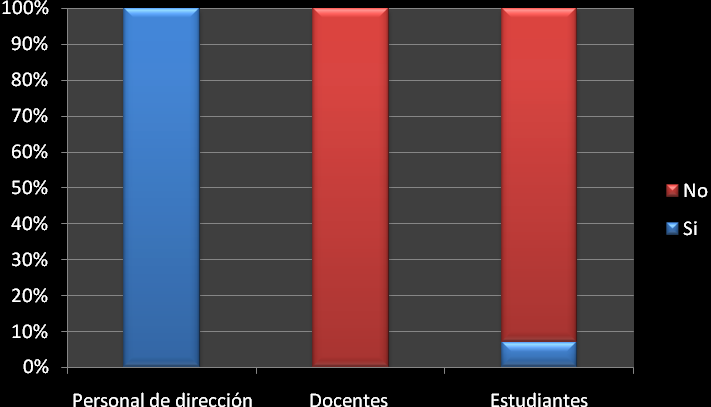 100%
90%
80%
70%
60%
50%
40%
30%
20%
10%
0%
Personal de dirección
Docentes
Estudiantes
No
Si